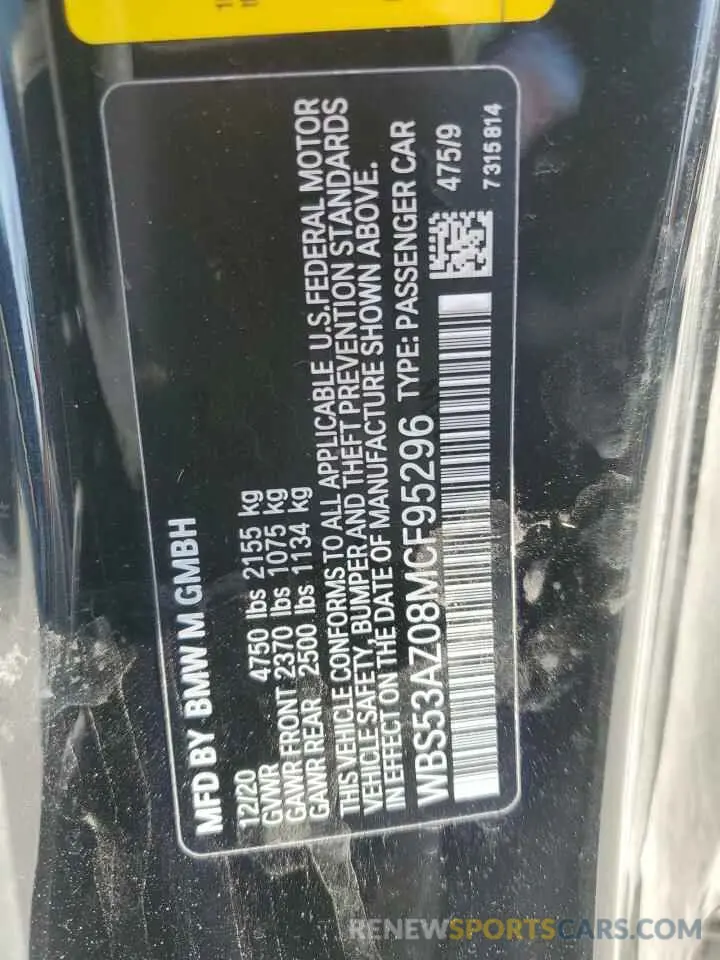 MFD BY BMW M GMBH
12/20
GVWR 4750 lbs 2155 kg
GAWR FRONT 2370 lbs 1075 kg
GAWR REAR 2500 lbs 1134 kg
THIS VEHICLE CONFORMS TO ALL APPLICABLE U.S.FEDERAL MOTOR
VEHICLE SAFETY, BUMPER AND THEFT PREVENTION STANDARDS
IN EFFECT ON THE DATE OF MANUFACTURE SHOWN ABOVE.
WBS53AZ08MCF95296 TYPE: PASSENGER CAR
475/9
7315814
RENEWSPORTSCARS.COM